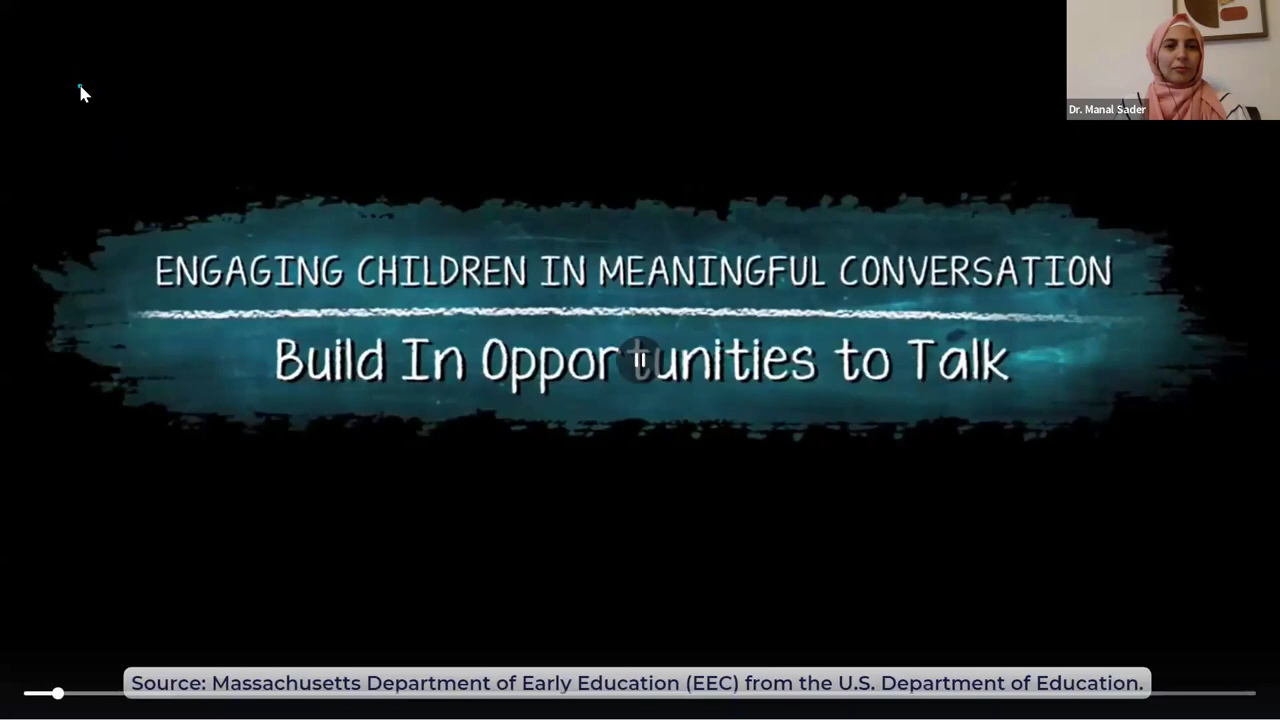 Dr. Manal Sader
ENGAGING CHILDREN IN MEANINGFUL CONVERSATION
Build In Opportunities to Talk
Source: Massachusetts Department of Early Education (EEC) from the U.S. Department of Education.